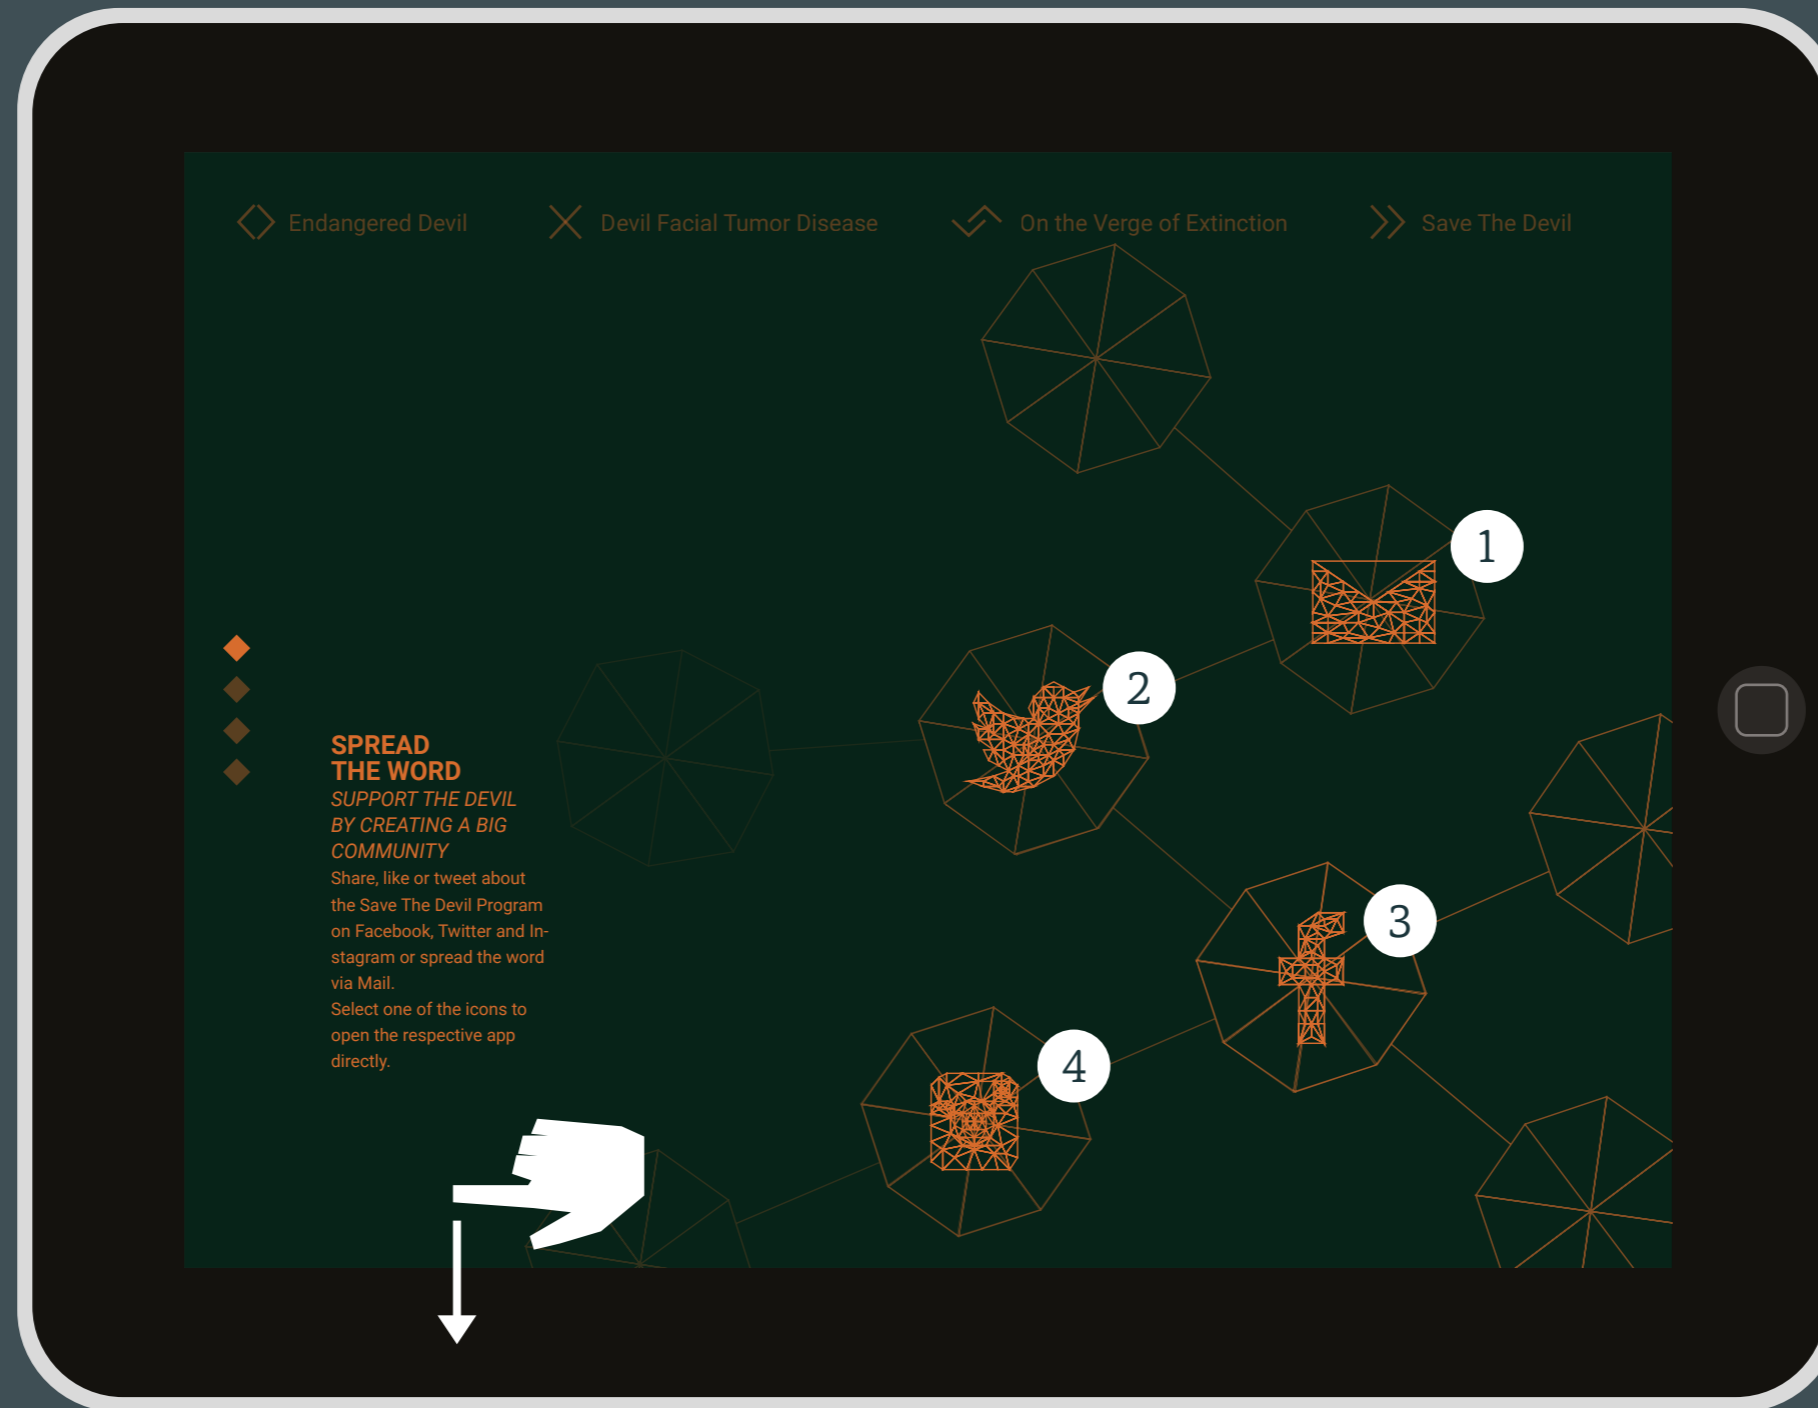 Endangered Devil
Devil Facial Tumor Disease
On the Verge of Extinction
Save The Devil
1
2
3
4
SPREAD
THE WORD
SUPPORT THE DEVIL
BY CREATING A BIG
COMMUNITY
Share, like or tweet about
the Save The Devil Program
on Facebook, Twitter and In-
stagram or spread the word
via Mail.
Select one of the icons to
open the respective app
directly.